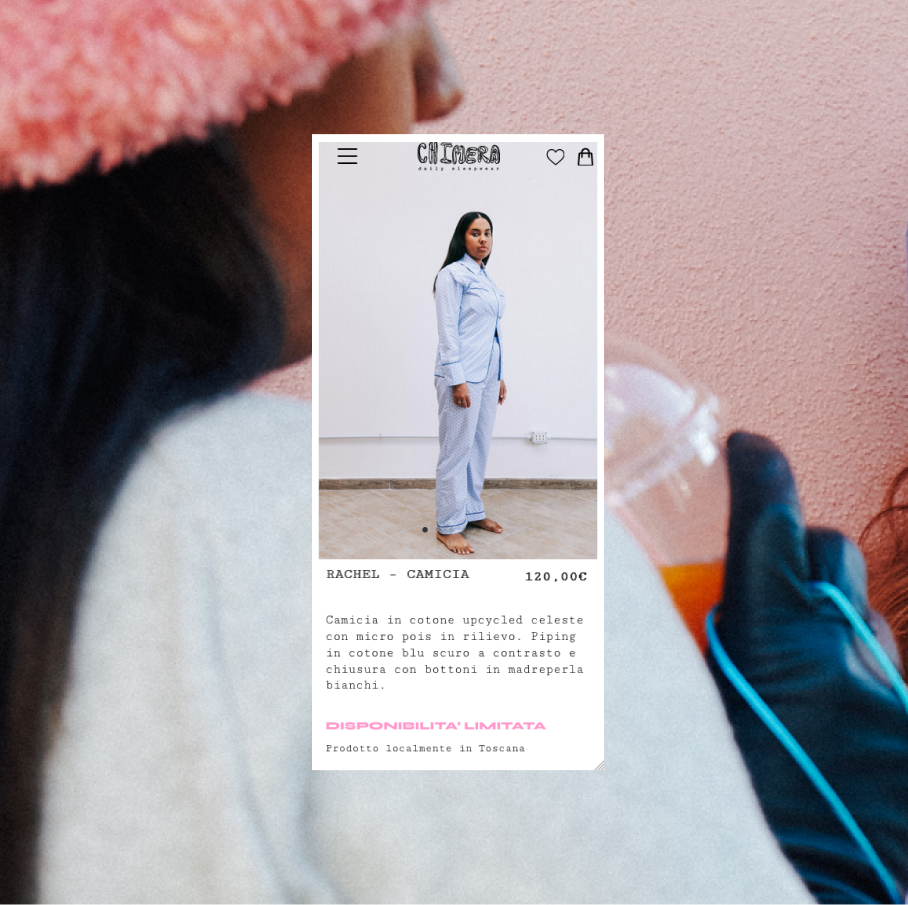 CHIMERA
daily sleepwear
RACHEL - CAMICIA
120,00€
Camicia in cotone upcycled celeste
con micro pois in rilievo. Piping
in cotone blu scuro a contrasto e
chiusura con bottoni in madreperla
bianchi.
DISPONIBILITA' LIMITATA
Prodotto localmente in Toscana